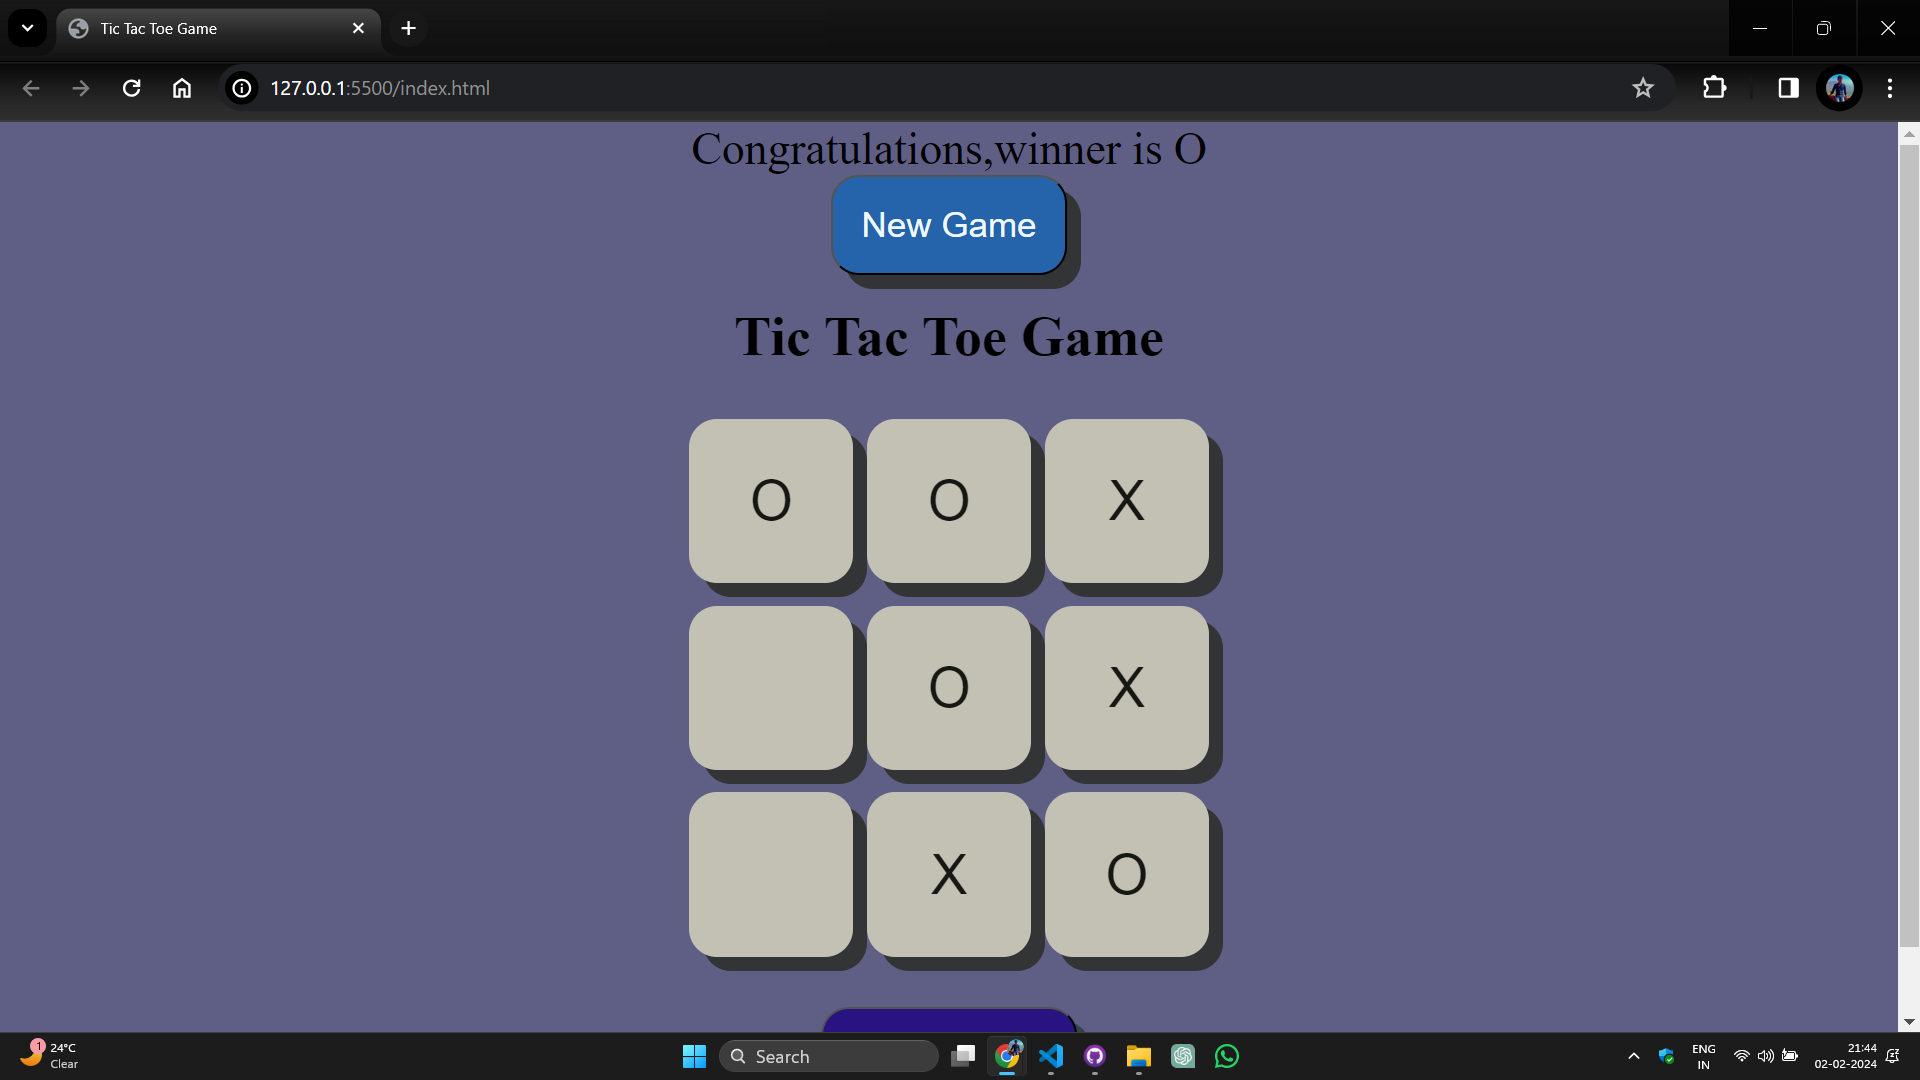 Tic Tac Toe Game
127.0.0.1:5500/index.html
Congratulations,winner is O
New Game
Tic Tac Toe Game
O O X
O X
X O
1
24°C
Clear
Search
ENG
IN
21:44
02-02-2024